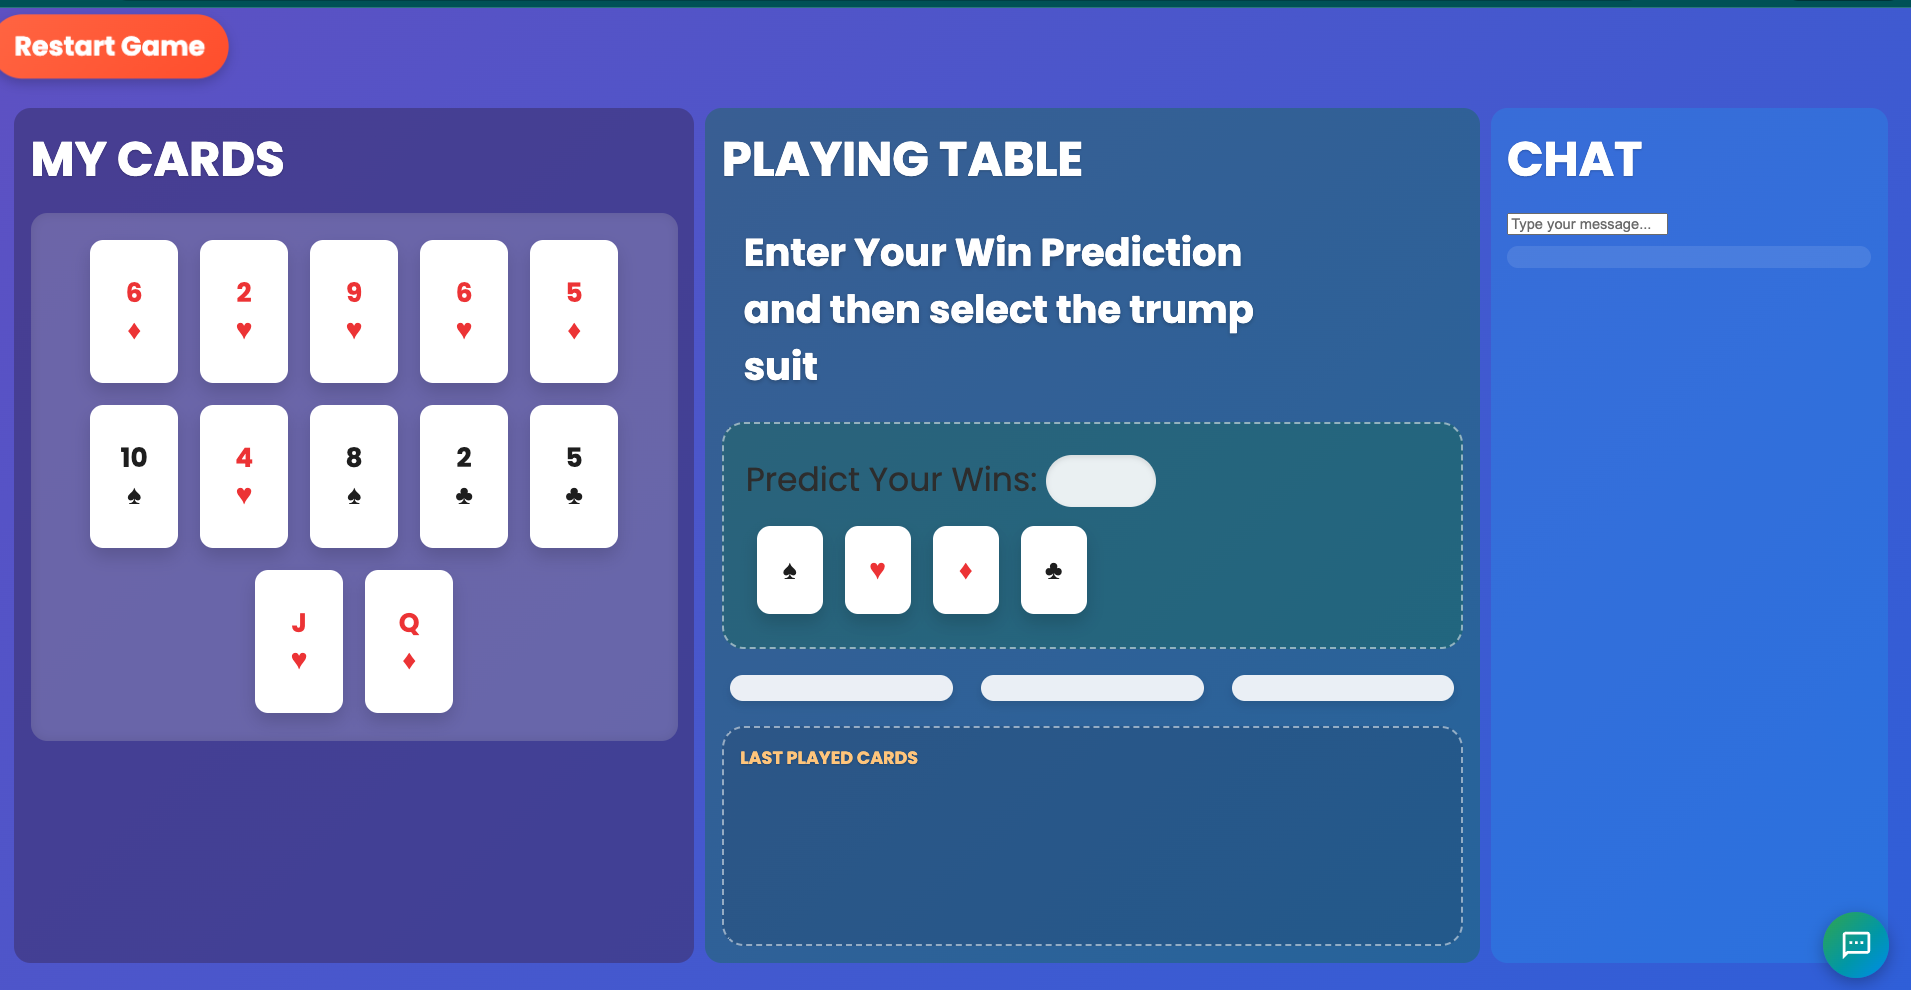 Restart Game
MY CARDS
6 2 9 6 5
♦ ♥ ♥ ♥ ♦
10 4 8 2 5
♠ ♥ ♠ ♣ ♣
J Q
♥ ♦
PLAYING TABLE
Enter Your Win Prediction
and then select the trump
suit
Predict Your Wins:
♠ ♥ ♦ ♣
LAST PLAYED CARDS
CHAT
Type your message...